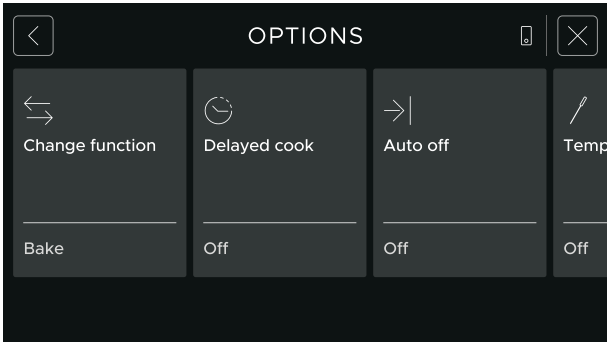 OPTIONS
Change function
Delayed cook
Auto off
Temp
Bake
Off
Off
Off